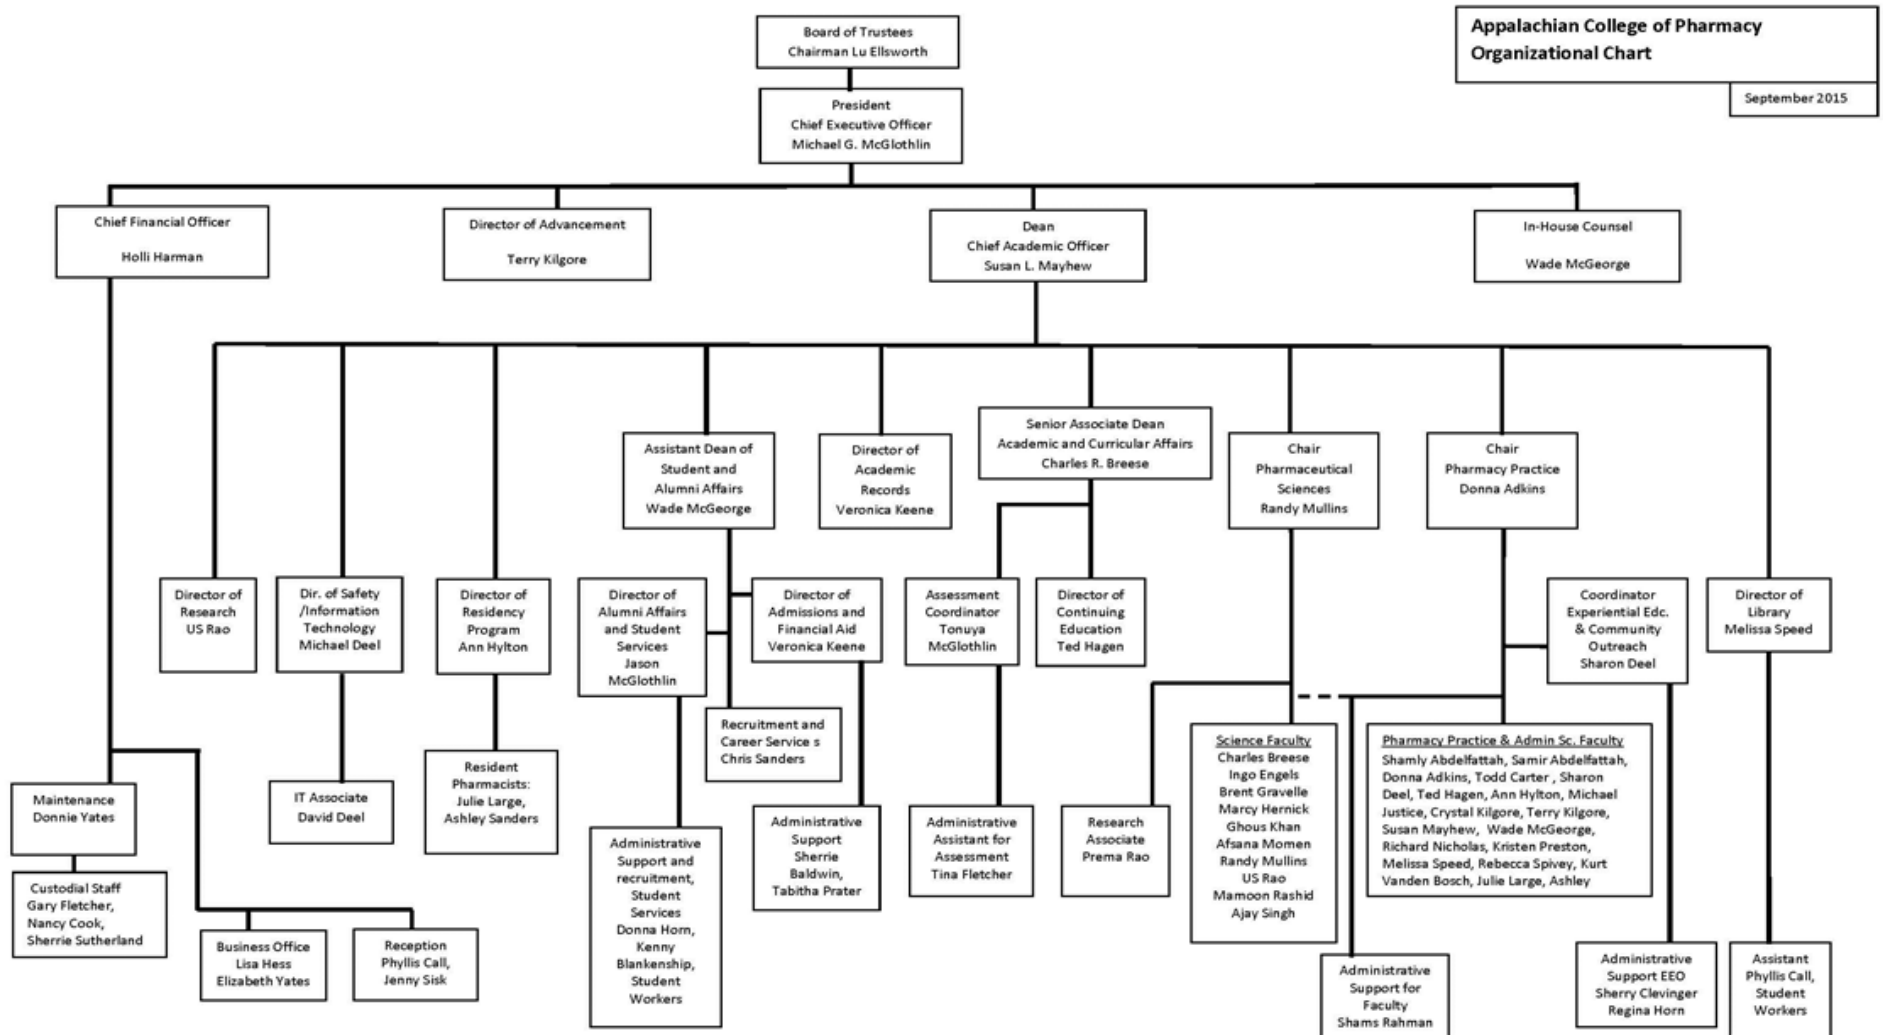 Appalachian College of Pharmacy
Organizational Chart
September 2015
Board of Trustees
Chairman Lu Ellsworth
President
Chief Executive Officer
Michael G. McGlothlin
Chief Financial Officer
Holli Harman
Director of Advancement
Terry Kilgore
Dean
Chief Academic Officer
Susan L. Mayhew
In-House Counsel
Wade McGeorge
Assistant Dean of
Student and
Alumni Affairs
Wade McGeorge
Director of
Academic
Records
Veronica Keene
Senior Associate Dean
Academic and Curricular Affairs
Charles R. Breese
Chair
Pharmaceutical
Sciences
Randy Mullins
Chair
Pharmacy Practice
Donna Adkins
Director of
Research
US Rao
Dir. of Safety
/Information
Technology
Michael Deel
Director of
Residency
Program
Ann Hylton
Director of
Alumni Affairs
and Student
Services
Jason
McGlothlin
Director of
Admissions and
Financial Aid
Veronica Keene
Assessment
Coordinator
Tonuya
McGlothlin
Director of
Continuing
Education
Ted Hagen
Coordinator
Experiential Edc.
& Community
Outreach
Sharon Deel
Director of
Library
Melissa Speed
Recruitment and
Career Service s
Chris Sanders
Resident
Pharmacists:
Julie Large,
Ashley Sanders
Science Faculty
Charles Breese
Ingo Engels
Brent Gravelle
Marcy Hernick
Ghous Khan
Afsana Momen
Randy Mullins
US Rao
Mamoon Rashid
Ajay Singh
Pharmacy Practice & Admin Sc. Faculty
Shamly Abdelfattah, Samir Abdelfattah,
Donna Adkins, Todd Carter , Sharon
Deel, Ted Hagen, Ann Hylton, Michael
Justice, Crystal Kilgore, Terry Kilgore,
Susan Mayhew, Wade McGeorge,
Richard Nicholas, Kristen Preston,
Melissa Speed, Rebecca Spivey, Kurt
Vanden Bosch, Julie Large, Ashley
Maintenance
Donnie Yates
IT Associate
David Deel
Administrative
Support
Sherrie
Baldwin,
Tabitha Prater
Administrative
Assistant for
Assessment
Tina Fletcher
Research
Associate
Prema Rao
Administrative
Support and
recruitment,
Student
Services
Donna Horn,
Kenny
Blankenship,
Student
Workers
Custodial Staff
Gary Fletcher,
Nancy Cook,
Sherrie Sutherland
Business Office
Lisa Hess
Elizabeth Yates
Reception
Phyllis Call,
Jenny Sisk
Administrative
Support for
Faculty
Shams Rahman
Administrative
Support EEO
Sherry Clevinger
Regina Horn
Assistant
Phyllis Call,
Student
Workers